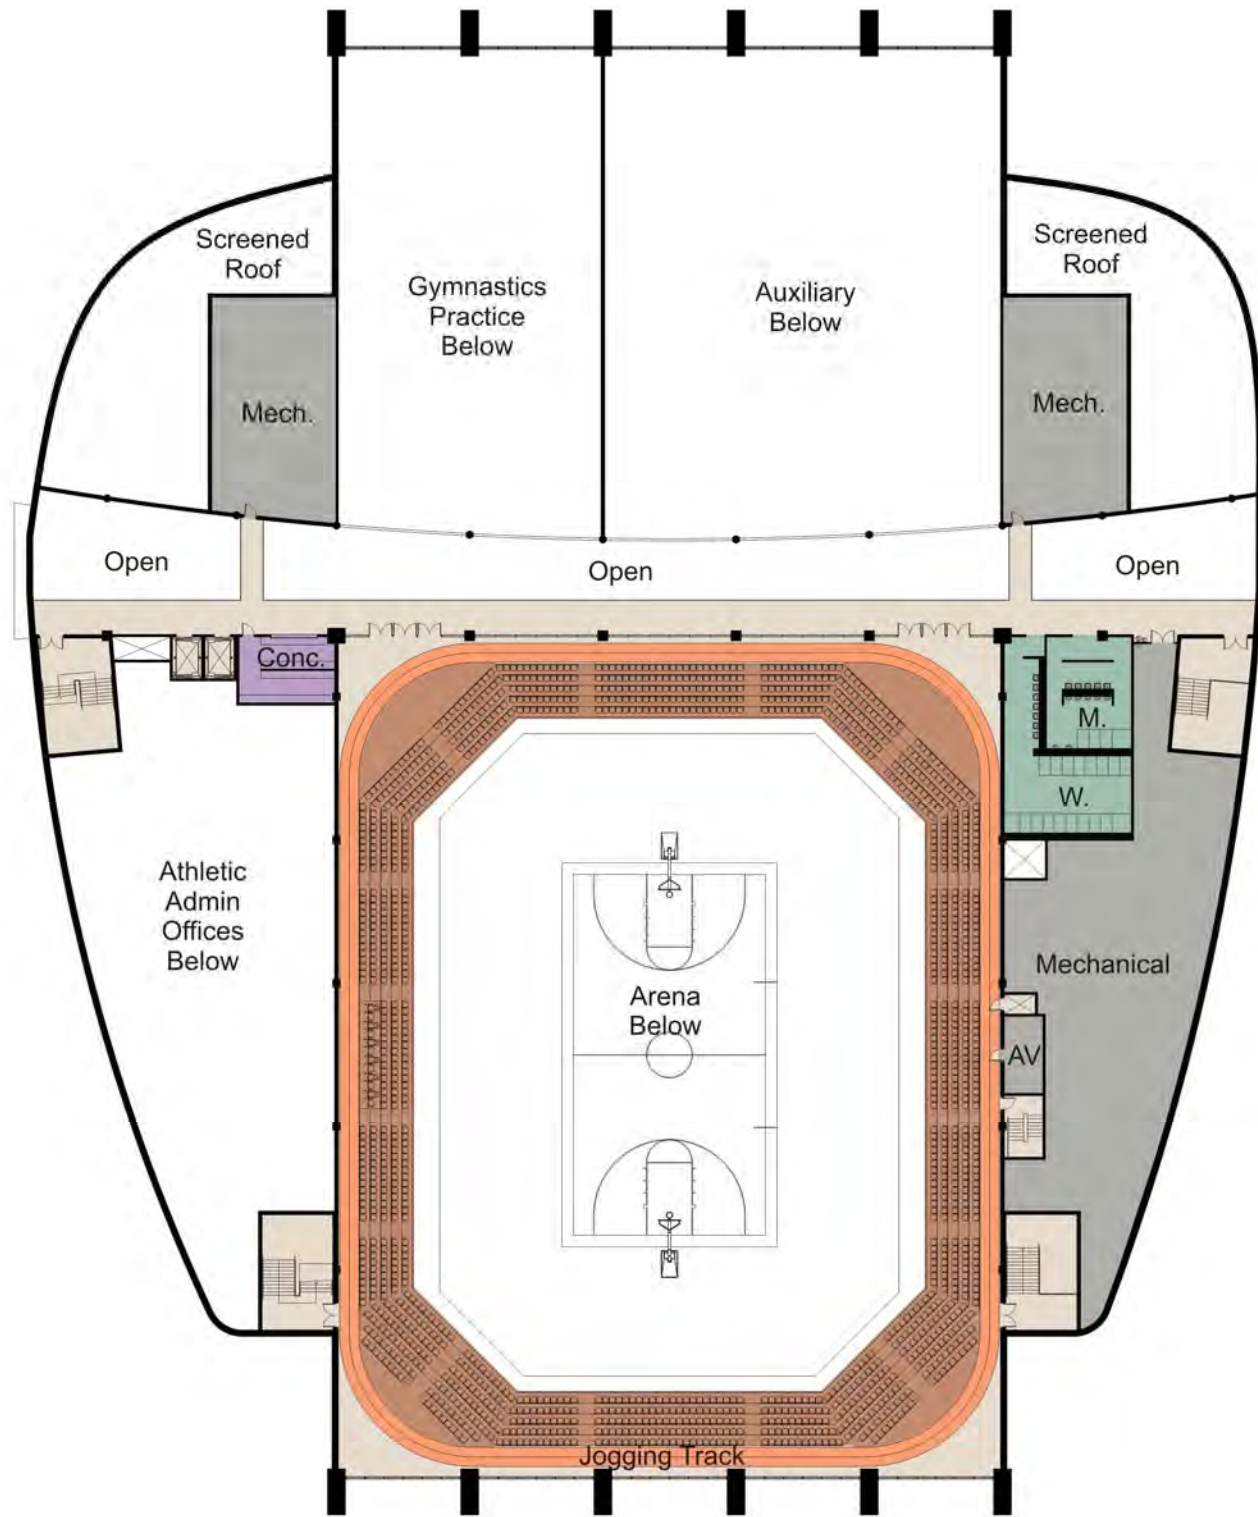 Screened
Roof
Gymnastics
Practice
Below
Auxiliary
Below
Screened
Roof
Mech.
Mech.
Open
Open
Open
Conc.
M.
W.
Athletic
Admin
Offices
Below
Arena
Below
Mechanical
AV
Jogging Track